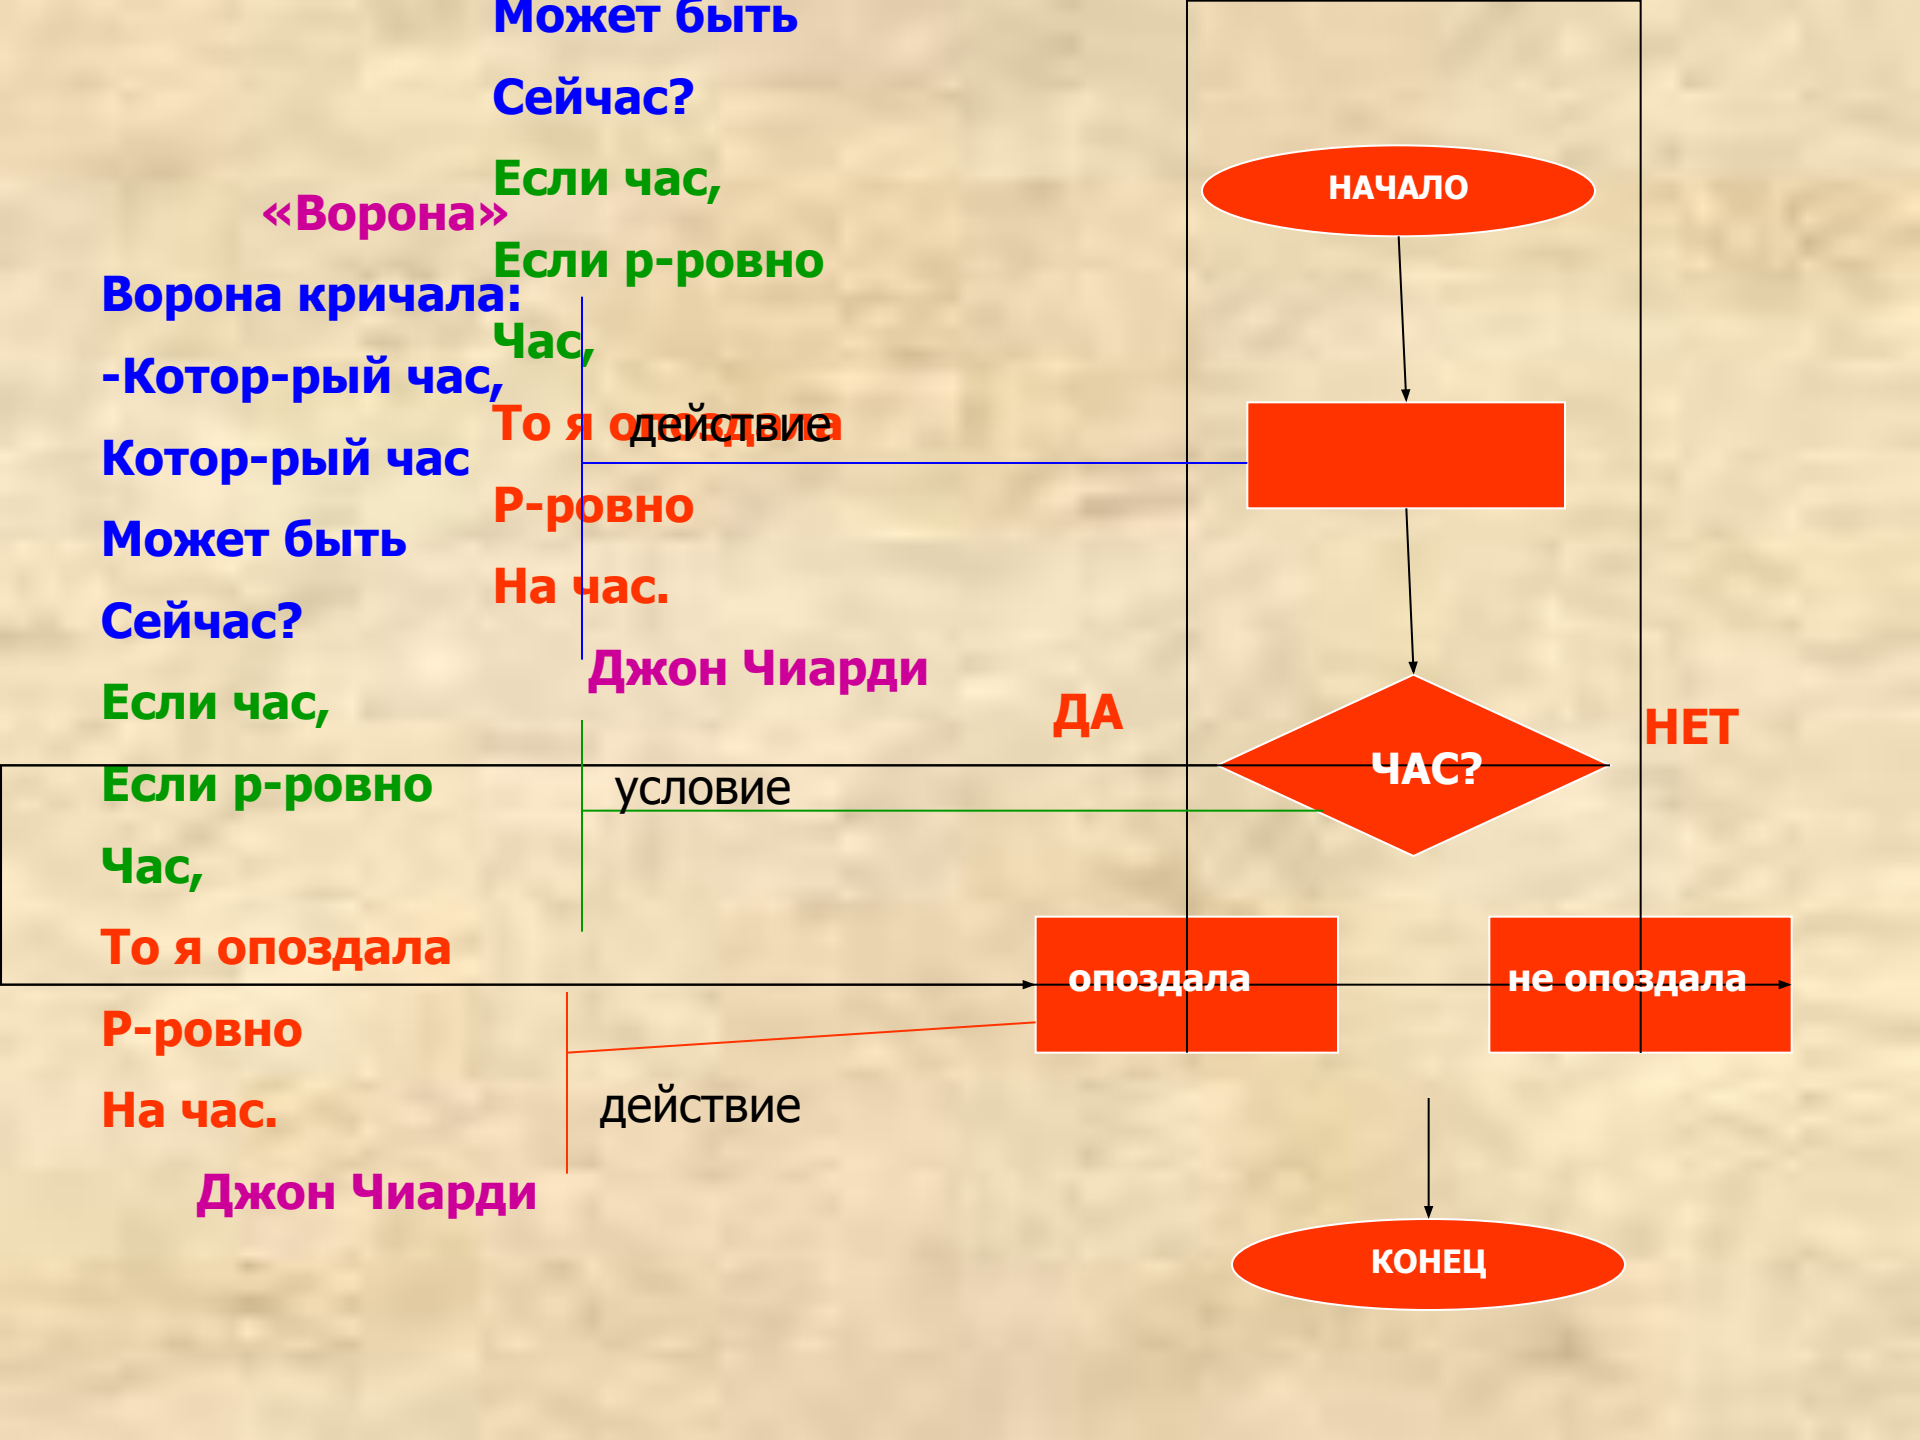 «Ворона»
Ворона кричала:
-Котор-рый час,
Котор-рый час
Может быть
Сейчас?
Если час,
Если р-ровно
Час,
То я опоздала
Р-ровно
На час.
Джон Чиарди
Может быть
Сейчас?
Если час,
Если р-ровно
Час,
То я опоздала
Р-ровно
На час.
Джон Чиарди
действие
условие
действие
НАЧАЛО
ДА
НЕТ
ЧАС?
опоздала
не опоздала
КОНЕЦ